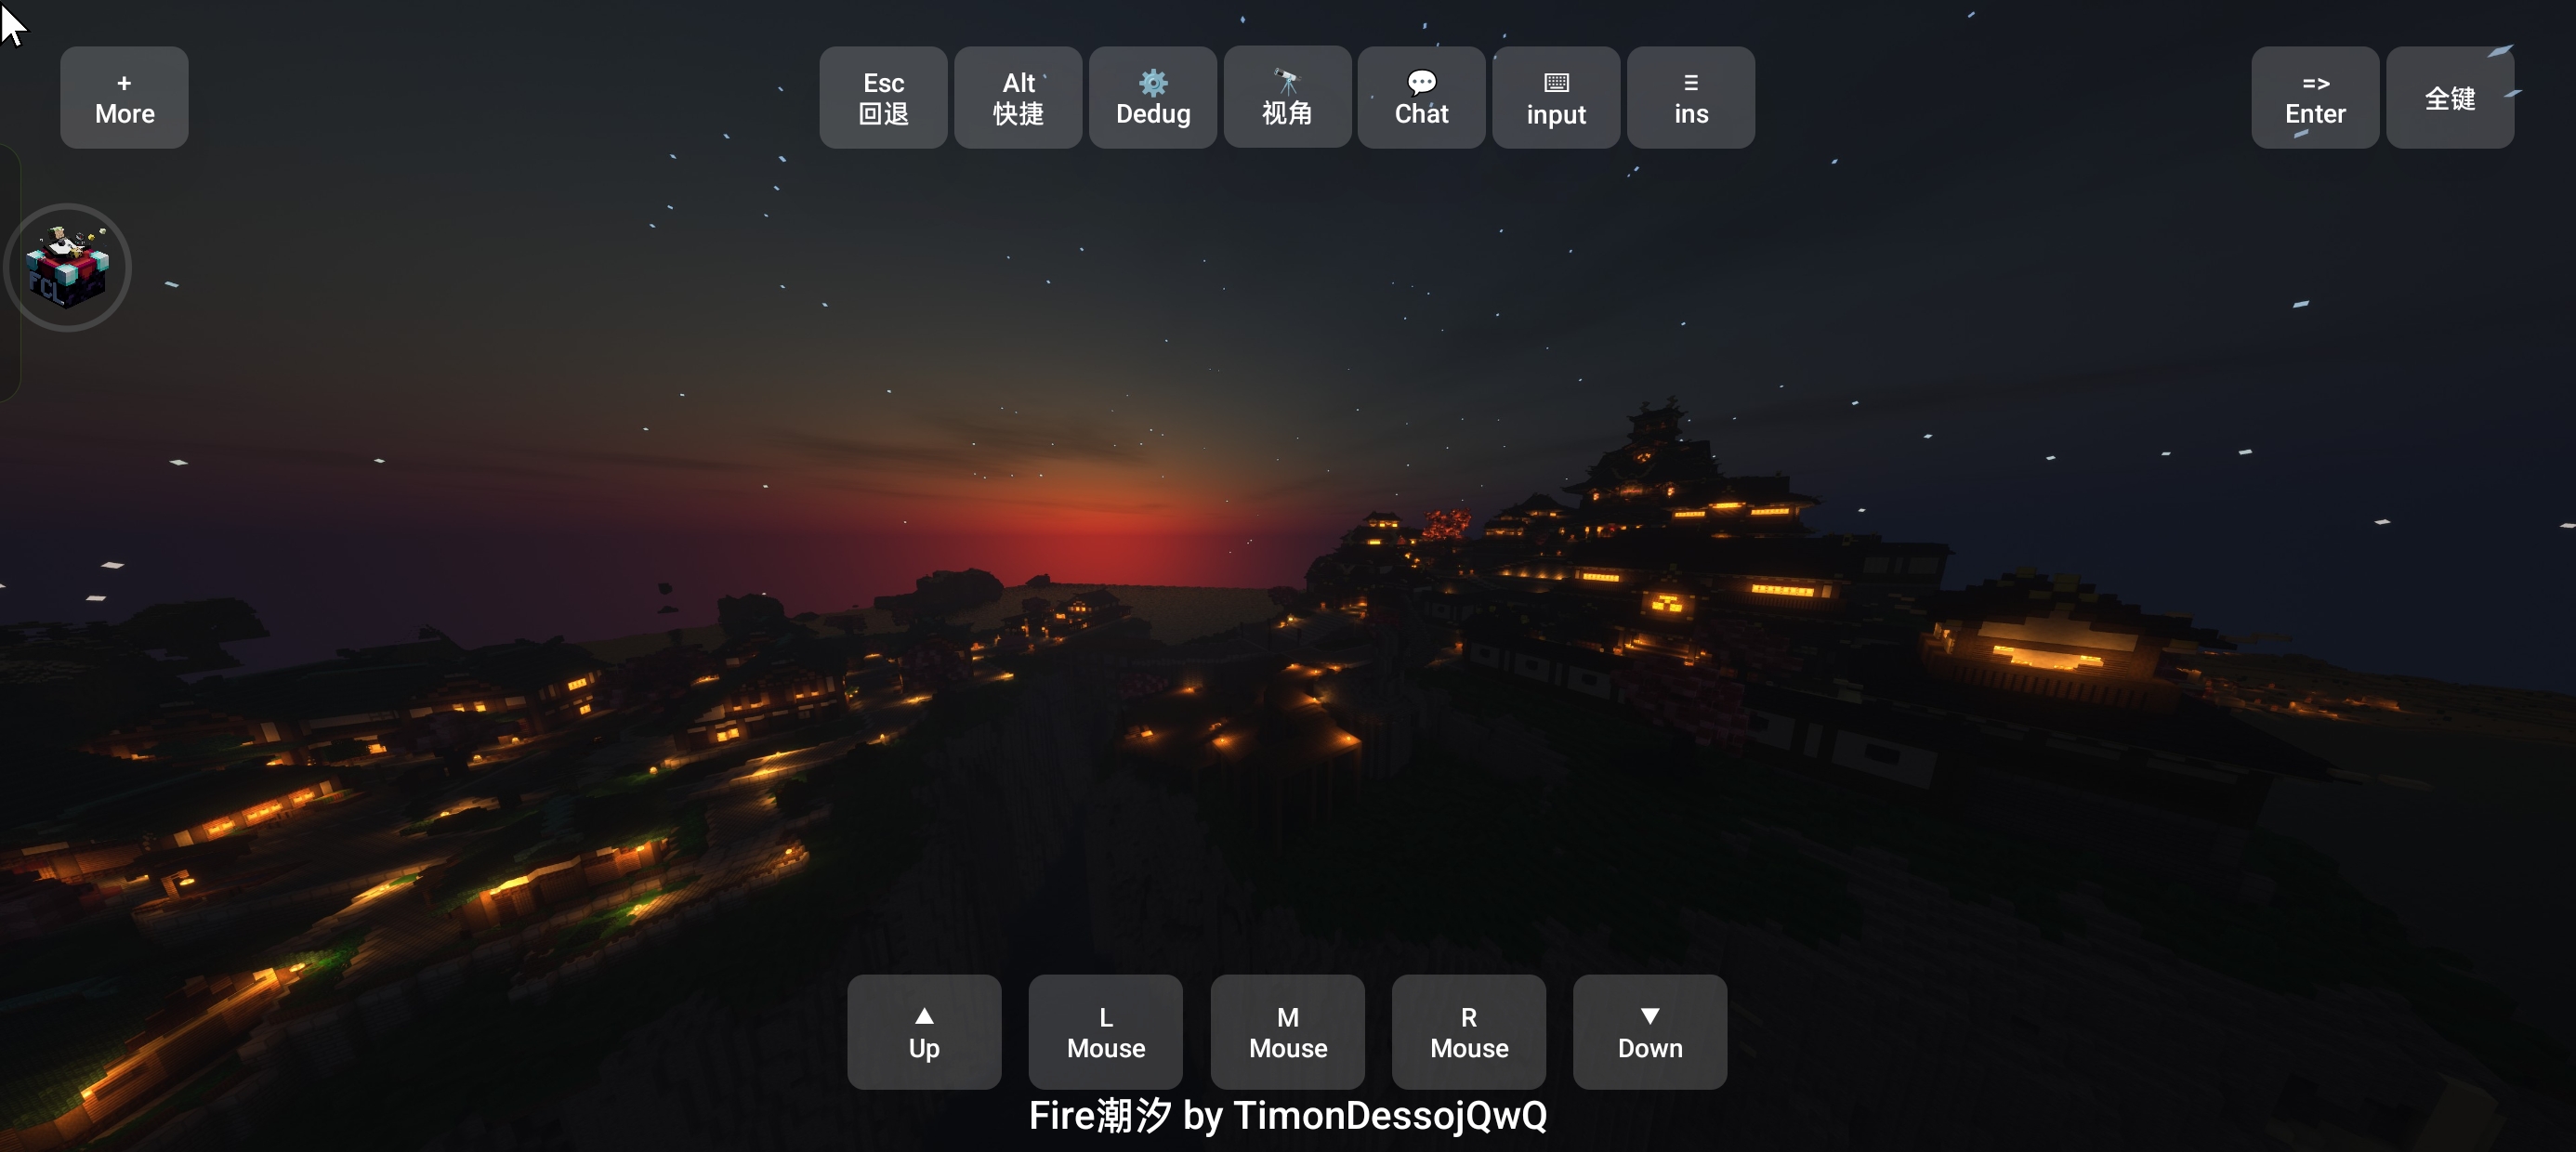 +
More
Esc
回退
Alt
快捷
Dedug
视角
Chat
input
ins
=>
Enter
全键
FCL
Up
L
Mouse
M
Mouse
R
Mouse
Down
Fire潮汐 by TimonDessojQwQ